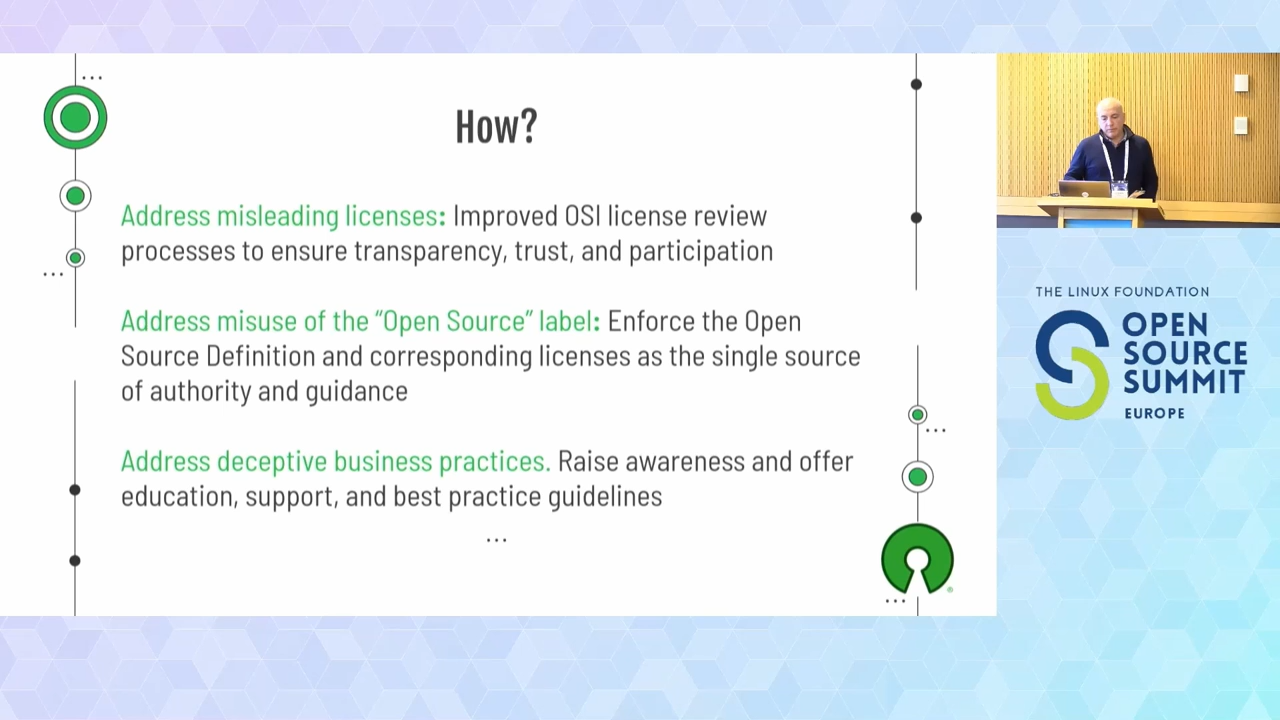 How?
Address misleading licenses: Improved OSI license review
processes to ensure transparency, trust, and participation
Address misuse of the “Open Source” label: Enforce the Open
Source Definition and corresponding licenses as the single source
of authority and guidance
Address deceptive business practices. Raise awareness and offer
education, support, and best practice guidelines
THE LINUX FOUNDATION
OPEN
SOURCE
SUMMIT
EUROPE